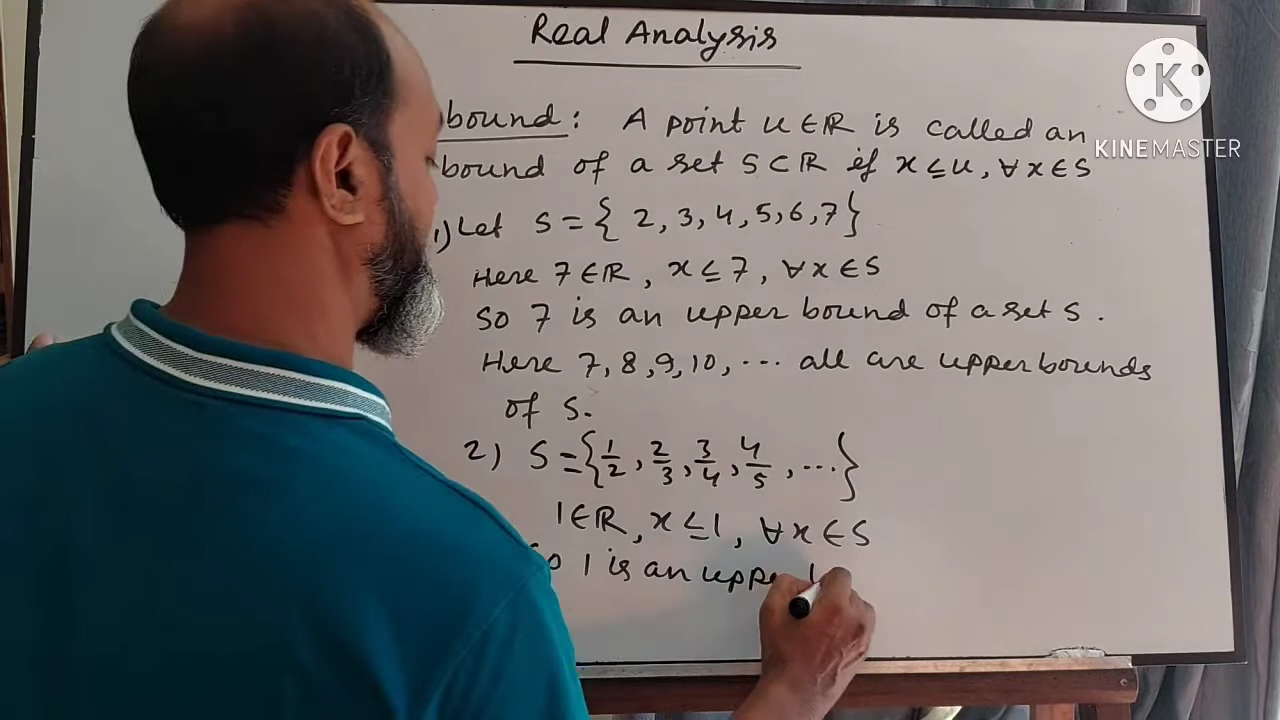 Real Analysis
bound: A point u ∈ ℝ is called an
bound of a set S ⊂ ℝ if x ≤ u, ∀ x ∈ S
1) Let S = { 2, 3, 4, 5, 6, 7 }
Here 7 ∈ ℝ, x ≤ 7, ∀ x ∈ S
So 7 is an upper bound of a set S.
Here 7, 8, 9, 10, ... all are upper bounds
of S.
2) S = { 1/2, 2/3, 3/4, 4/5, ... }
1 ∈ ℝ, x ≤ 1, ∀ x ∈ S
So 1 is an uppe
K
KINEMASTER